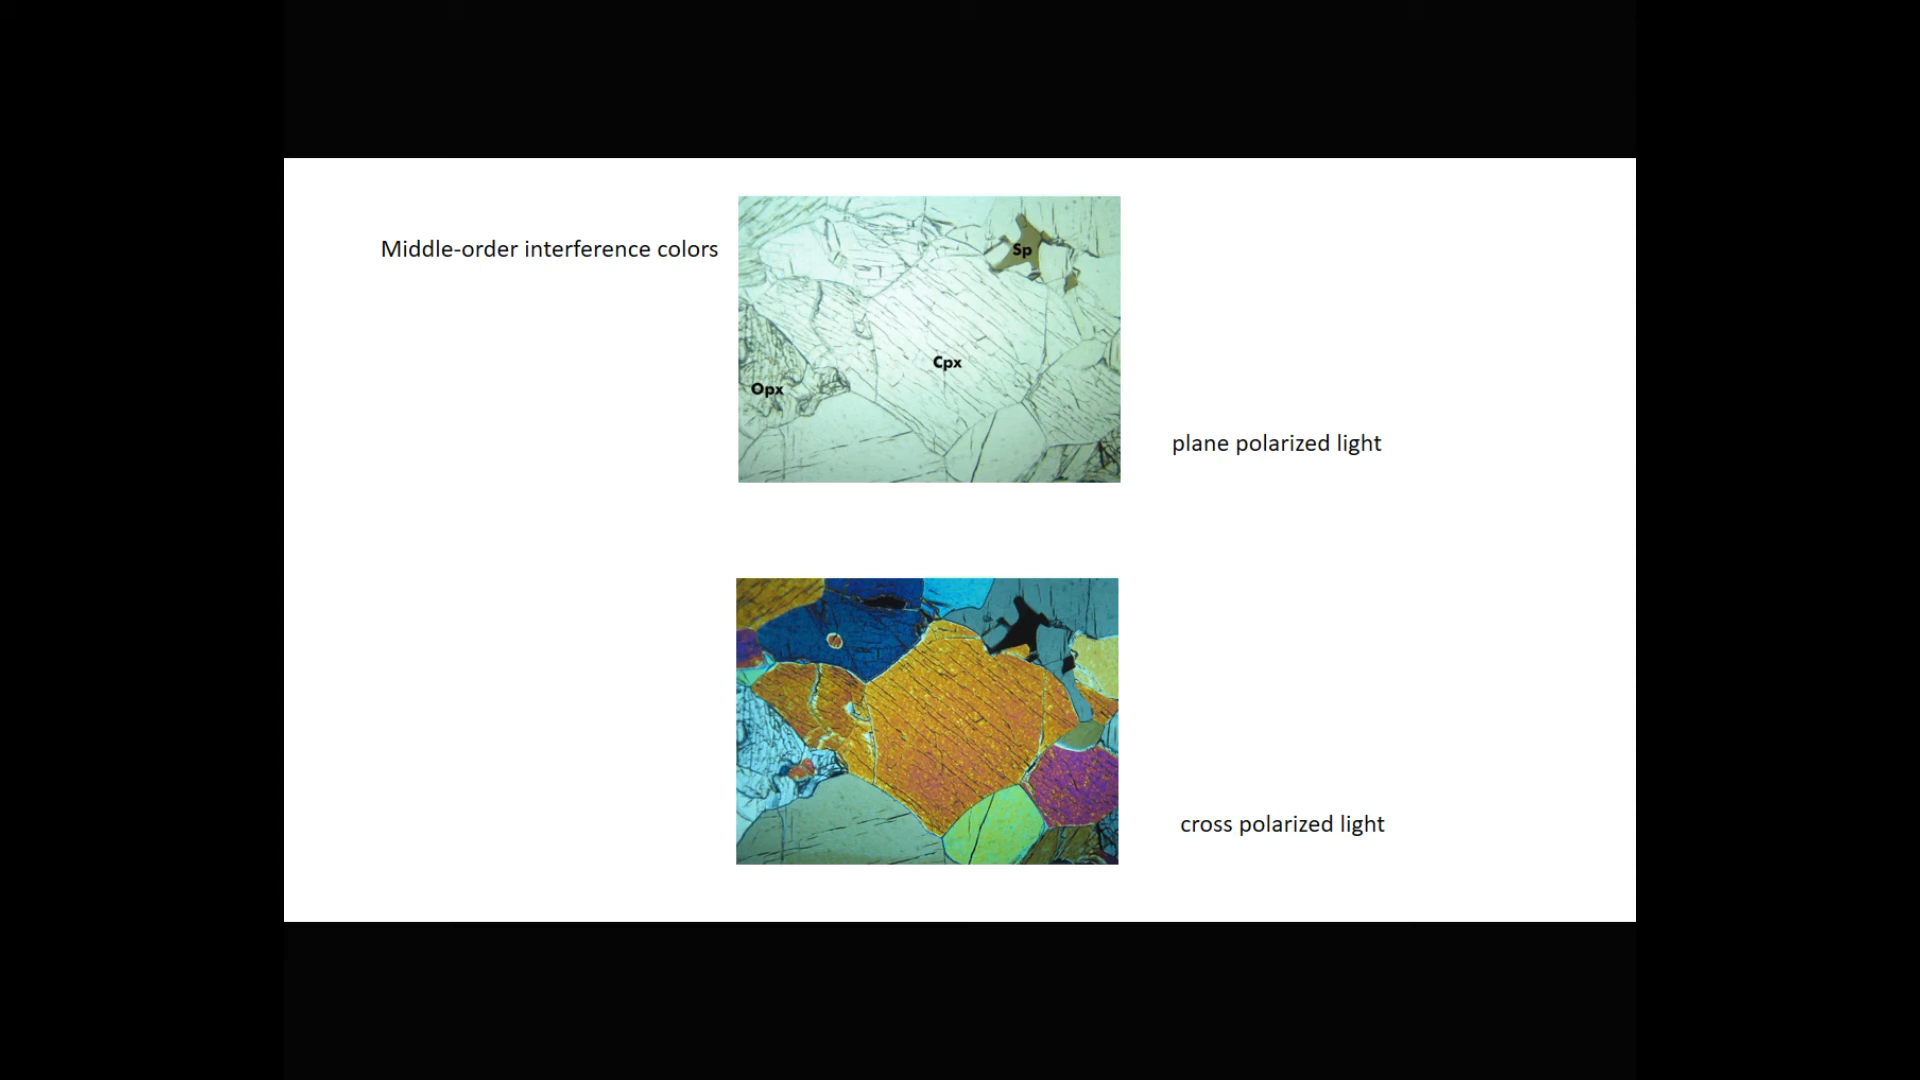 Middle-order interference colors
Sp
Cpx
Opx
plane polarized light
cross polarized light